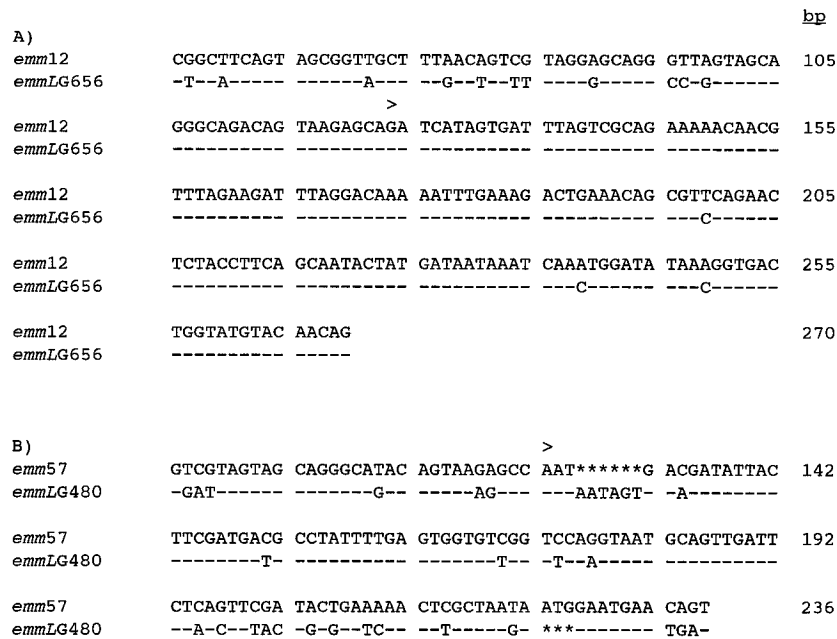 bp
A)
emm12 CGGCTTCAGT AGCGGTTGCT TTAACAGTCG TAGGAGCAGG GTTAGTAGCA 105
emmLG656 -T--A----- ------A--- --G--T--TT ----G----- CC-G------
>
emm12 GGGCAGACAG TAAGAGCAGA TCATAGTGAT TTAGTCGCAG AAAAACAACG 155
emmLG656 ---------- ---------- ---------- ---------- ----------
emm12 TTTAGAAGAT TTAGGACAAA AATTTGAAAG ACTGAAACAG CGTTCAGAAC 205
emmLG656 ---------- ---------- ---------- ---------- ---C------
emm12 TCTACCTTCA GCAATACTAT GATAATAAAT CAAATGGATA TAAAGGTGAC 255
emmLG656 ---------- ---------- ---------- ---C------ ---C------
emm12 TGGTATGTAC AACAG 270
emmLG656 ---------- -----
B) >
emm57 GTCGTAGTAG CAGGGCATAC AGTAAGAGCC AAT******G ACGATATTAC 142
emmLG480 -GAT------ -------G-- -----AG--- ---AATAGT- -A--------
emm57 TTCGATGACG CCTATTTTGA GTGGTGTCGG TCCAGGTAAT GCAGTTGATT 192
emmLG480 --------T- ---------- -------T-- -T--A----- ----------
emm57 CTCAGTTCGA TACTGAAAAA CTCGCTAATA ATGGAATGAA CAGT 236
emmLG480 --A-C--TAC -G-G--TC-- --T-----G- ***------- TGA-